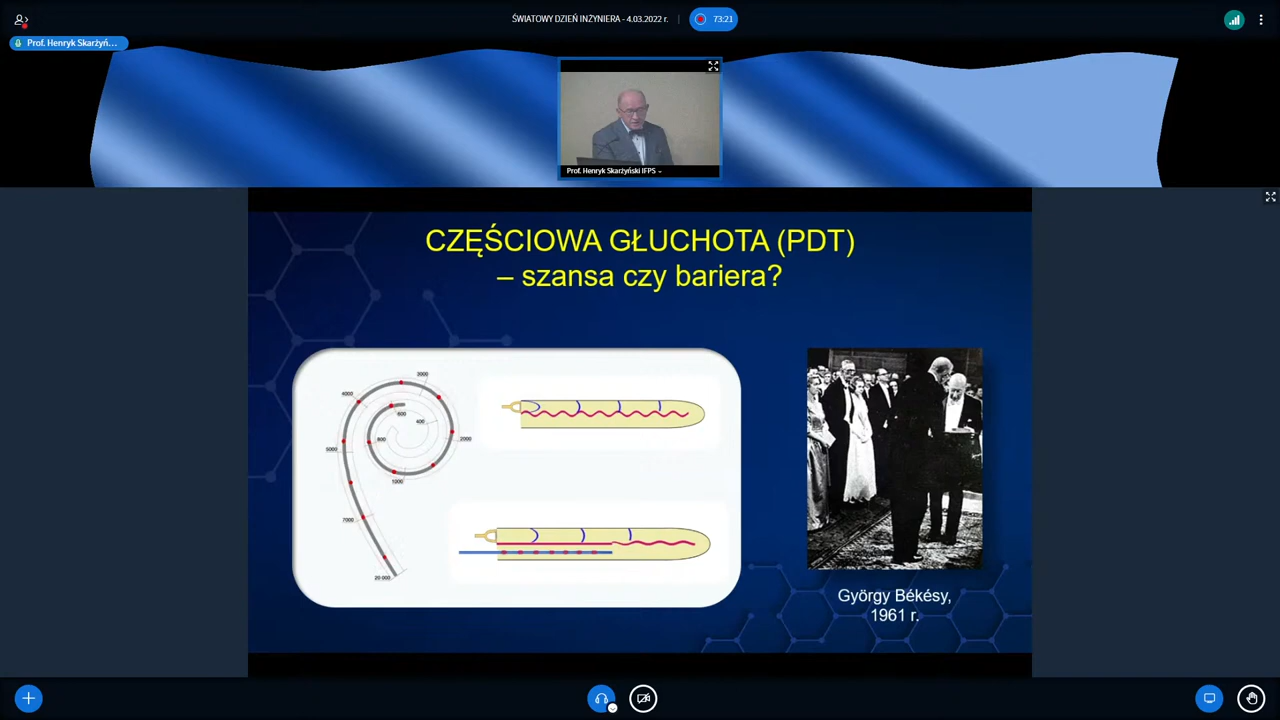 ŚWIATOWY DZIEŃ INŻYNIERA - 4.03.2022 r.
73:21
Prof. Henryk Skarżyń...
Prof. Henryk Skarżyński IFPS
CZĘŚCIOWA GŁUCHOTA (PDT)
– szansa czy bariera?
3000
4000
600
400
800
2000
5000
1000
7000
20 000
György Békésy,
1961 r.